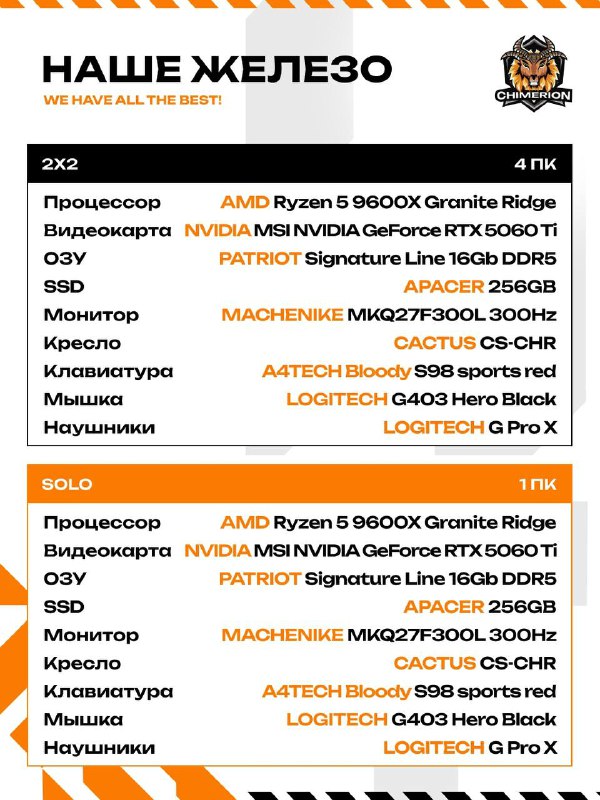 НАШЕ ЖЕЛЕЗО
WE HAVE ALL THE BEST!
CHIMERION
2X2 4 ПК
Процессор AMD Ryzen 5 9600X Granite Ridge
Видеокарта NVIDIA MSI NVIDIA GeForce RTX 5060 Ti
ОЗУ PATRIOT Signature Line 16Gb DDR5
SSD APACER 256GB
Монитор MACHENIKE MKQ27F300L 300Hz
Кресло CACTUS CS-CHR
Клавиатура A4TECH Bloody S98 sports red
Мышка LOGITECH G403 Hero Black
Наушники LOGITECH G Pro X
SOLO 1 ПК
Процессор AMD Ryzen 5 9600X Granite Ridge
Видеокарта NVIDIA MSI NVIDIA GeForce RTX 5060 Ti
ОЗУ PATRIOT Signature Line 16Gb DDR5
SSD APACER 256GB
Монитор MACHENIKE MKQ27F300L 300Hz
Кресло CACTUS CS-CHR
Клавиатура A4TECH Bloody S98 sports red
Мышка LOGITECH G403 Hero Black
Наушники LOGITECH G Pro X